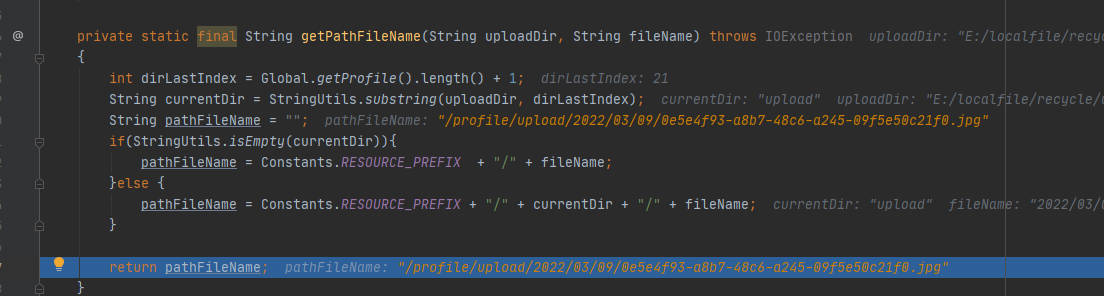 private static final String getPathFileName(String uploadDir, String fileName) throws IOException  uploadDir: "E:/localfile/recyc
{
int dirLastIndex = Global.getProfile().length() + 1;  dirLastIndex: 21
String currentDir = StringUtils.substring(uploadDir, dirLastIndex);  currentDir: "upload"  uploadDir: "E:/localfile/recycle/
String pathFileName = "";  pathFileName: "/profile/upload/2022/03/09/0e5e4f93-a8b7-48c6-a245-09f5e50c21f0.jpg"
if(StringUtils.isEmpty(currentDir)){
pathFileName = Constants.RESOURCE_PREFIX  + "/" + fileName;
}else {
pathFileName = Constants.RESOURCE_PREFIX + "/" + currentDir + "/" + fileName;  currentDir: "upload"  fileName: "2022/03/
}
return pathFileName;  pathFileName: "/profile/upload/2022/03/09/0e5e4f93-a8b7-48c6-a245-09f5e50c21f0.jpg"
}